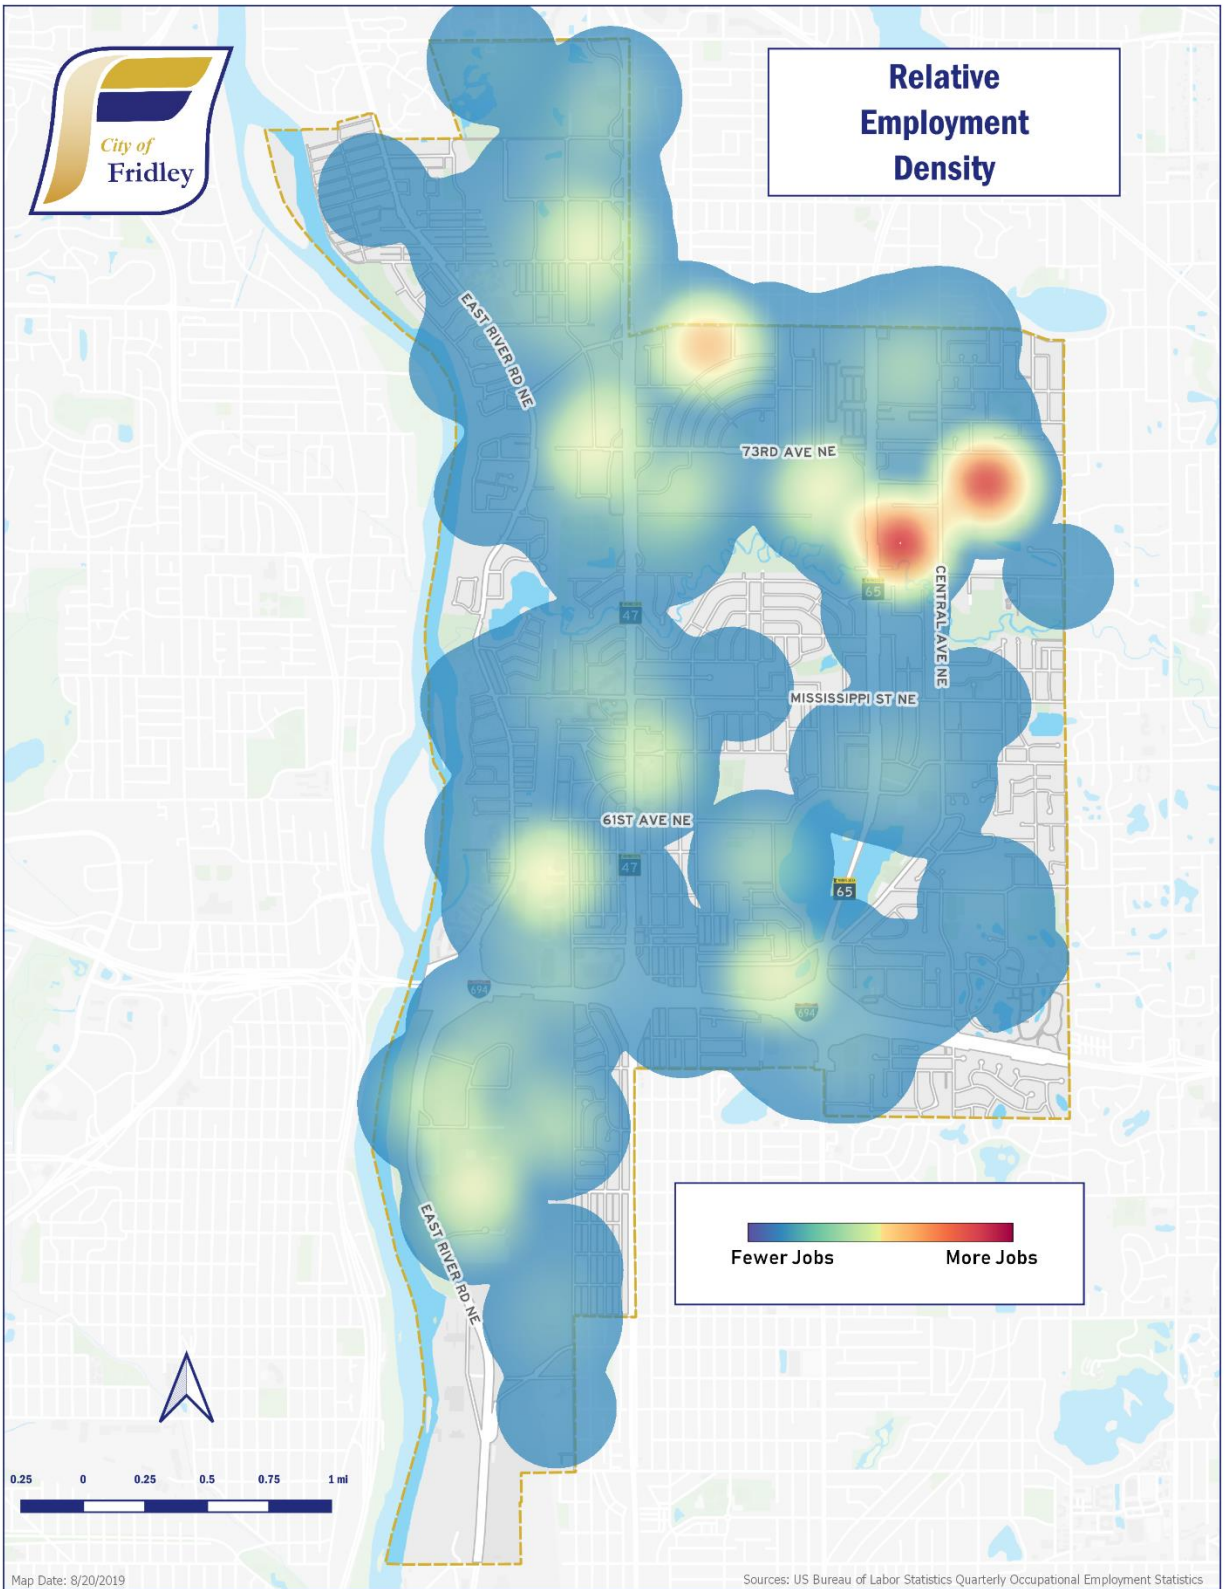 City of
Fridley
Relative
Employment
Density
EAST RIVER RD NE
73RD AVE NE
65
CENTRAL AVE NE
47
MISSISSIPPI ST NE
61ST AVE NE
47
65
694
694
EAST RIVER RD NE
Fewer Jobs
More Jobs
0.25 0 0.25 0.5 0.75 1 mi
Map Date: 8/20/2019
Sources: US Bureau of Labor Statistics Quarterly Occupational Employment Statistics